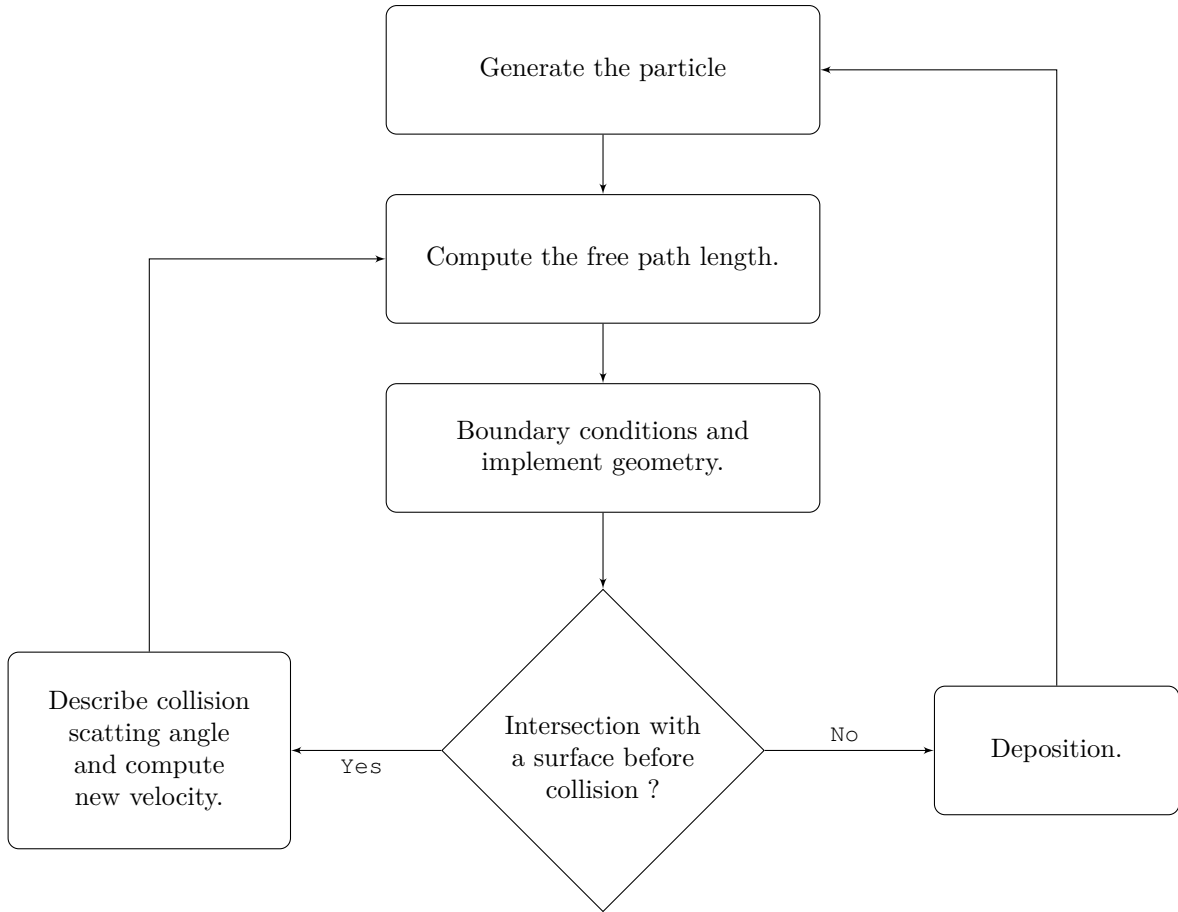 Generate the particle
Compute the free path length.
Boundary conditions and
implement geometry.
Describe collision
scatting angle
and compute
new velocity.
Yes
Intersection with
a surface before
collision ?
No
Deposition.